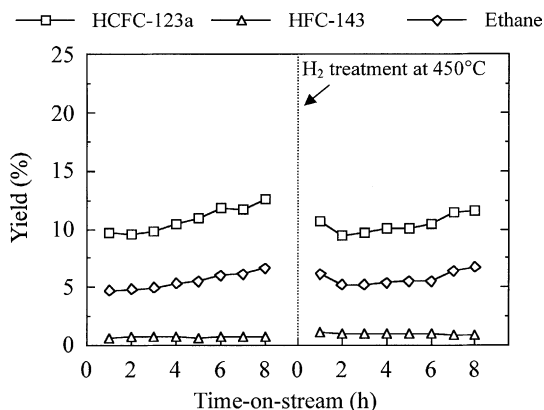 HCFC-123a HFC-143 Ethane
H₂ treatment at 450°C
25
20
15
10
5
0
Yield (%)
0 2 4 6 8 0 2 4 6 8
Time-on-stream (h)